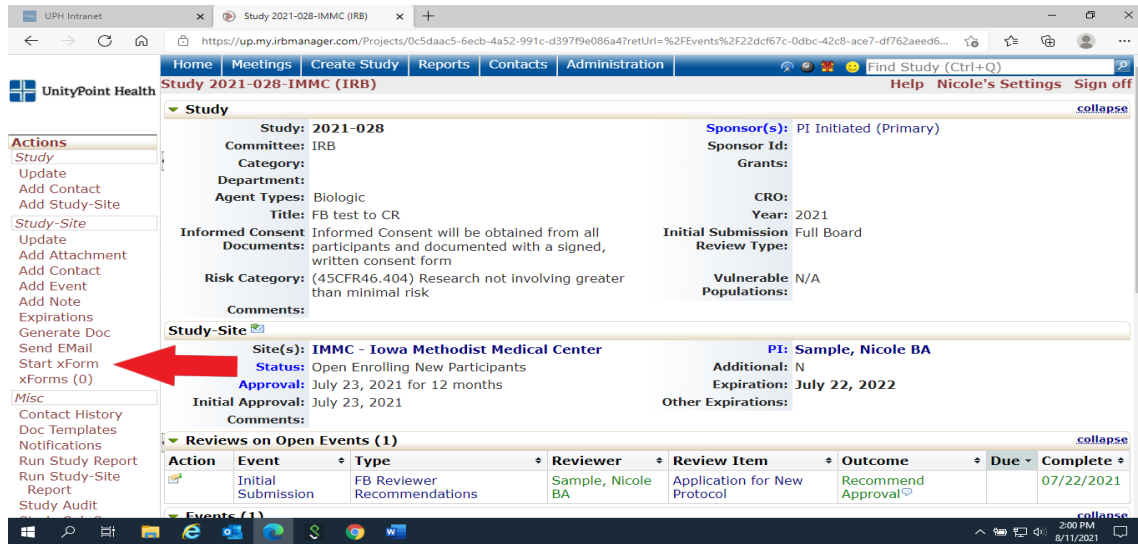 UPH Intranet
Study 2021-028-IMMC (IRB)
https://up.my.irbmanager.com/Projects/0c5daac5-6ecb-4a52-991c-d397f9e086a4?retUrl=%2FEvents%2F22dcf67c-0dbc-42c8-ace7-df762aeed6...
Home Meetings Create Study Reports Contacts Administration Find Study (Ctrl+Q)
UnityPoint Health
Study 2021-028-IMMC (IRB) Help Nicole's Settings Sign off
Study collapse
Study: 2021-028 Sponsor(s): PI Initiated (Primary)
Committee: IRB Sponsor Id:
Category: Grants:
Department:
Agent Types: Biologic CRO:
Title: FB test to CR Year: 2021
Informed Consent Documents: Informed Consent will be obtained from all participants and documented with a signed, written consent form
Initial Submission Review Type: Full Board
Risk Category: (45CFR46.404) Research not involving greater than minimal risk
Vulnerable Populations: N/A
Comments:
Study-Site
Site(s): IMMC - Iowa Methodist Medical Center PI: Sample, Nicole BA
Status: Open Enrolling New Participants Additional: N
Approval: July 23, 2021 for 12 months Expiration: July 22, 2022
Initial Approval: July 23, 2021 Other Expirations:
Comments:
Reviews on Open Events (1) collapse
Action Event Type Reviewer Review Item Outcome Due Complete
Initial Submission FB Reviewer Recommendations Sample, Nicole BA Application for New Protocol Recommend Approval 07/22/2021
Events (1) collapse
Actions
Study
Update
Add Contact
Add Study-Site
Study-Site
Update
Add Attachment
Add Contact
Add Event
Add Note
Expirations
Generate Doc
Send EMail
Start xForm
xForms (0)
Misc
Contact History
Doc Templates
Notifications
Run Study Report
Run Study-Site
Report
Study Audit
2:00 PM
8/11/2021